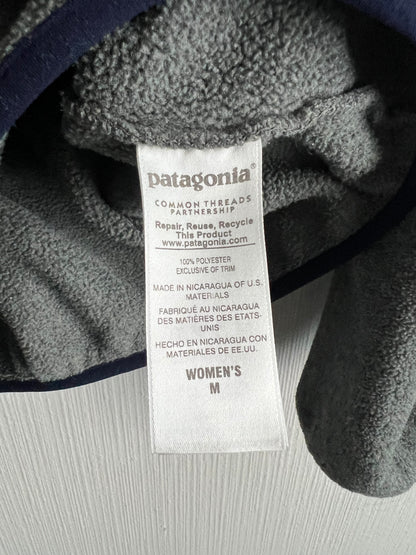 patagonia®
COMMON THREADS
PARTNERSHIP
Repair, Reuse, Recycle
This Product
www.patagonia.com
100% POLYESTER
EXCLUSIVE OF TRIM
MADE IN NICARAGUA OF U.S.
MATERIALS
FABRIQUÉ AU NICARAGUA
DES MATIÈRES DES ETATS-
UNIS
HECHO EN NICARAGUA CON
MATERIALES DE EE.UU.
WOMEN'S
M